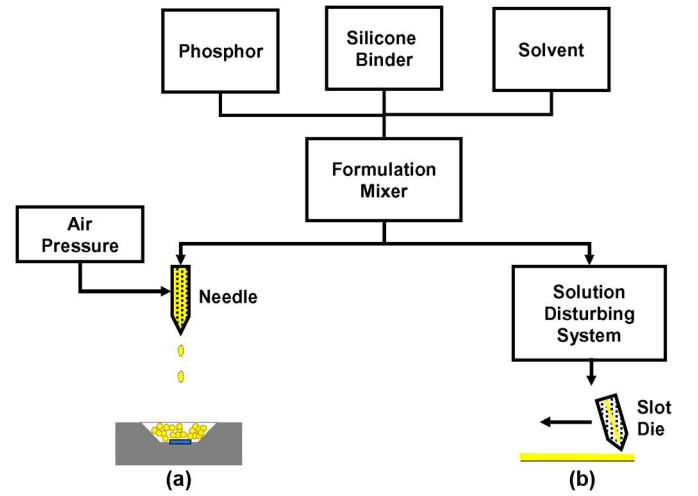 Phosphor
Silicone
Binder
Solvent
Formulation
Mixer
Air
Pressure
Needle
Solution
Disturbing
System
Slot
Die
(a)
(b)